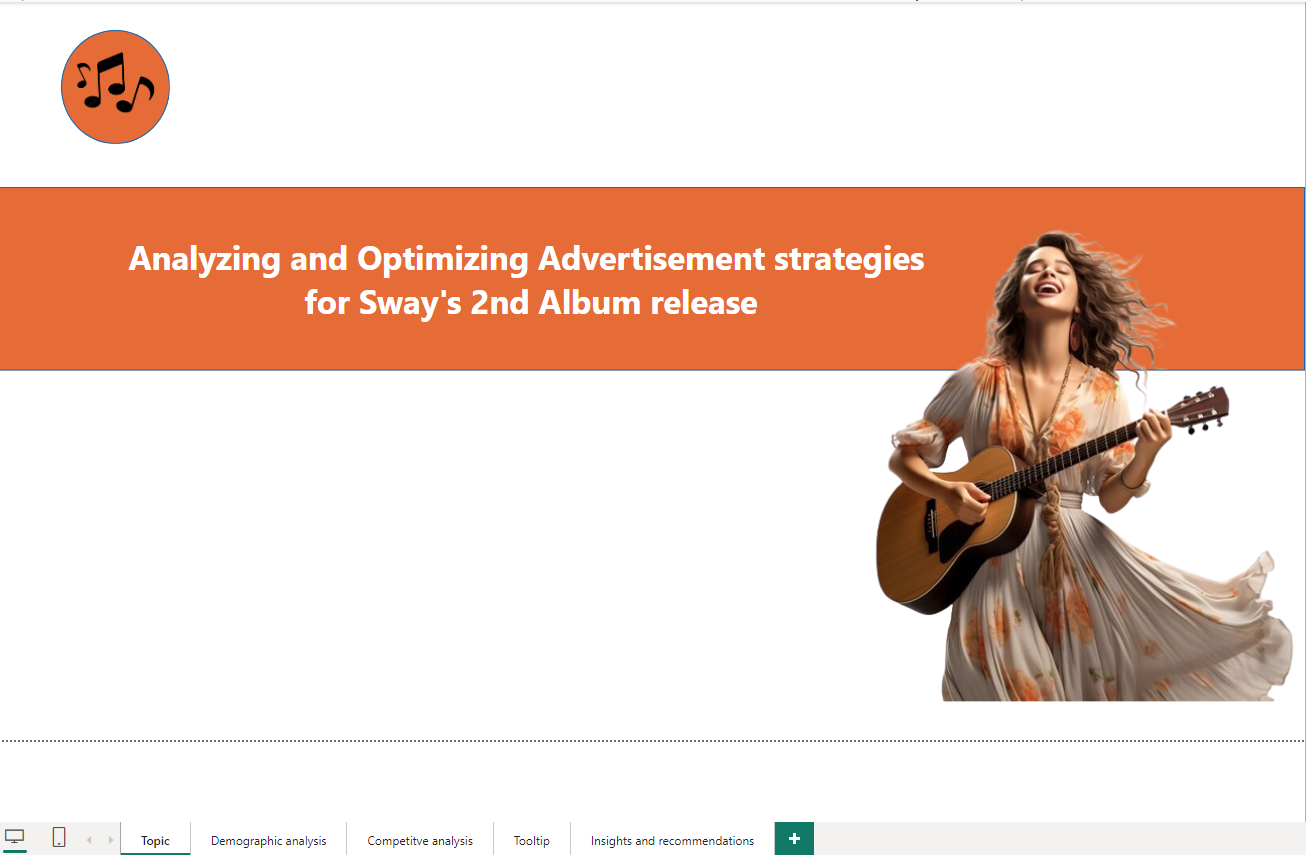 Analyzing and Optimizing Advertisement strategies
for Sway's 2nd Album release
Topic
Demographic analysis
Competitve analysis
Tooltip
Insights and recommendations